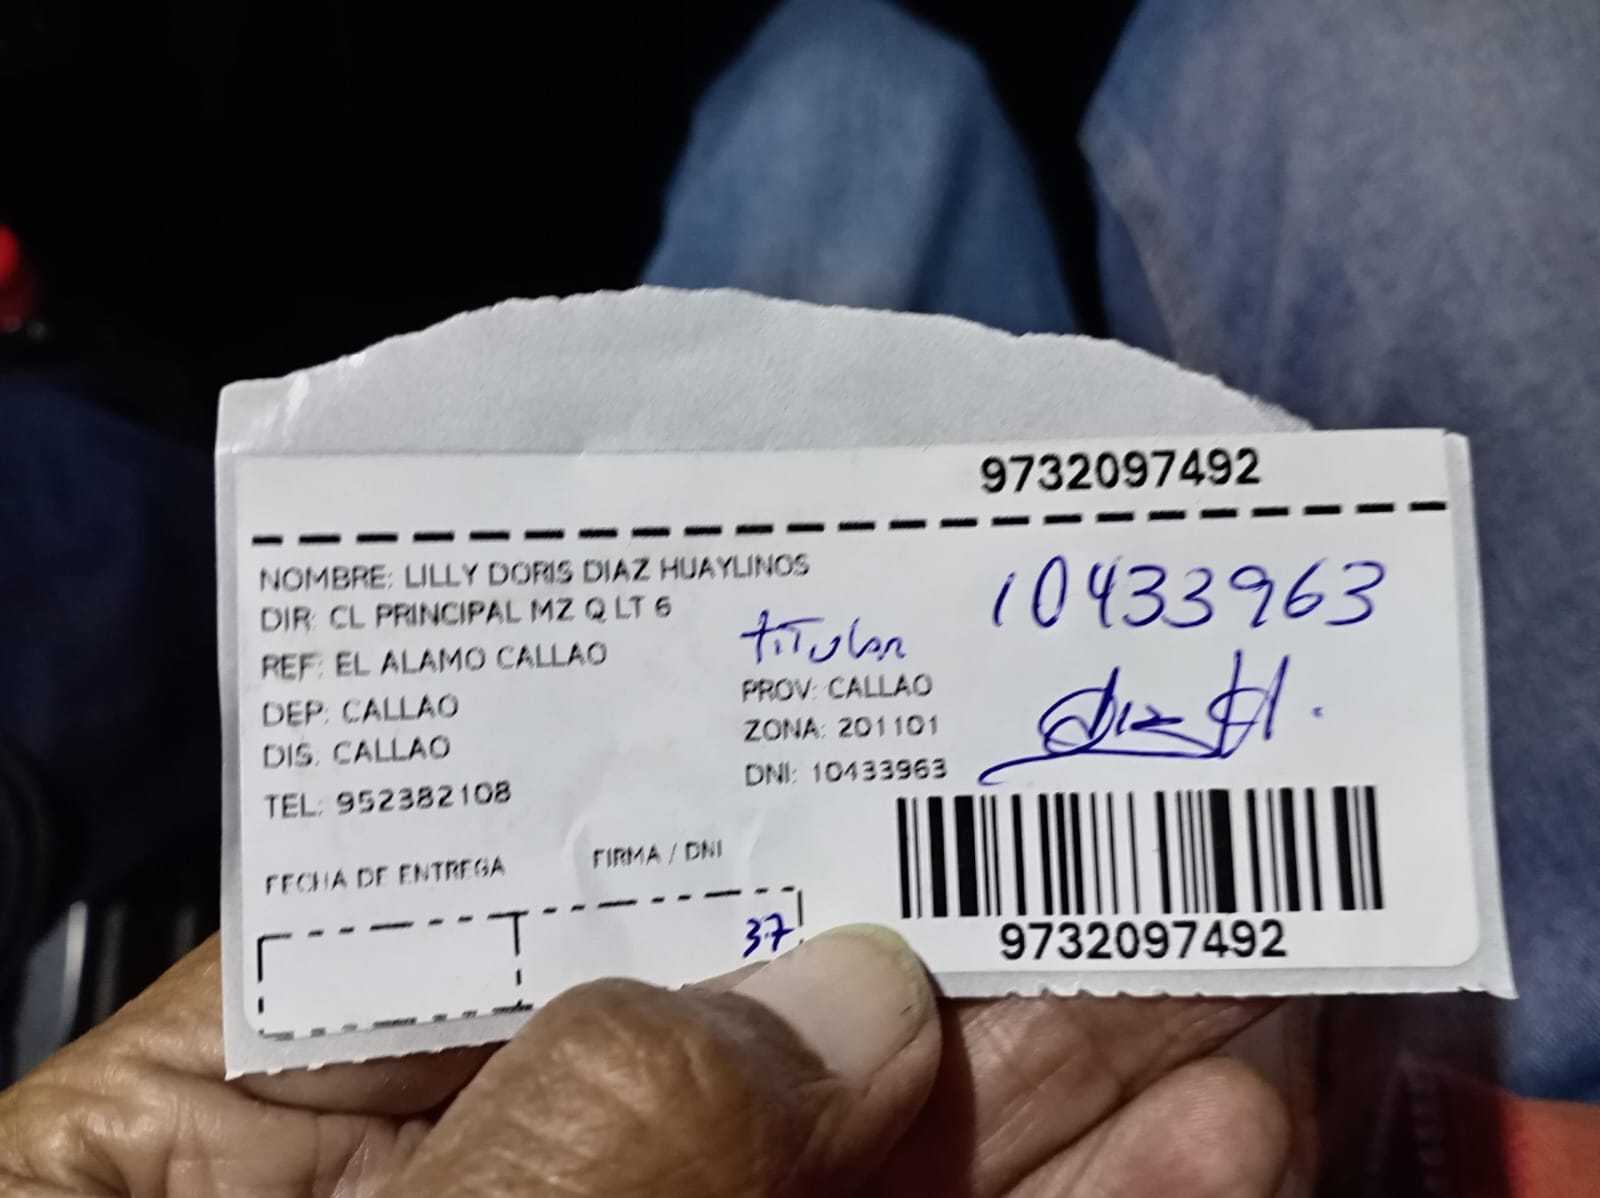 9732097492
NOMBRE: LILLY DORIS DIAZ HUAYLINOS
10433963
DIR: CL PRINCIPAL MZ Q LT 6
titular
REF: EL ALAMO CALLAO
DEP: CALLAO
PROV: CALLAO
DIS. CALLAO
ZONA: 201101
TEL: 952382108
DNI: 10433963
FECHA DE ENTREGA
FIRMA / DNI
37
9732097492